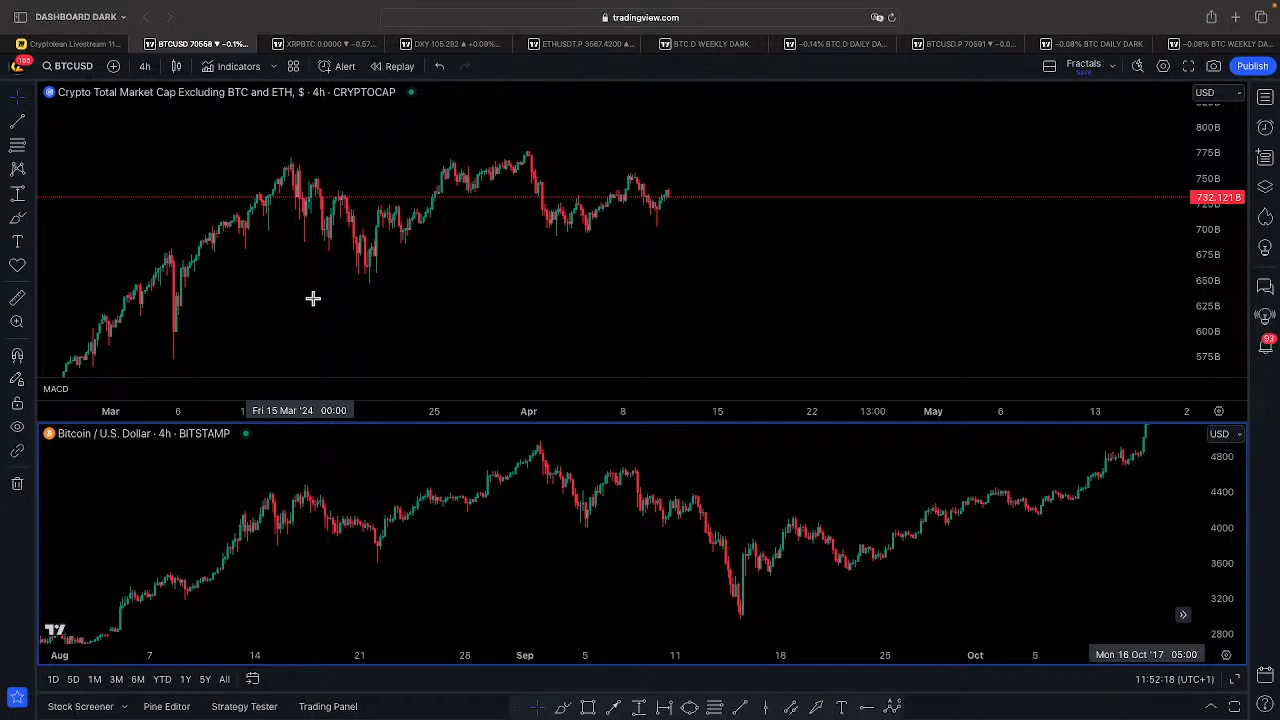 DASHBOARD DARK
tradingview.com
Cryptolean Livestream 11...
BTCUSD 70558 ▼ −0.1%...
XRPBTC 0.0000 ▼ −0.57...
DXY 105.282 ▲ +0.09%...
ETHUSDT.P 3567.4200 ▲...
BTC.D WEEKLY DARK
−0.14% BTC.D DAILY DA...
BTCUSD.P 70591 ▼ −0.0...
−0.08% BTC DAILY DARK
−0.08% BTC WEEKLY DA...
195
BTCUSD
4h
Indicators
Alert
Replay
Fractals
Save
Publish
Crypto Total Market Cap Excluding BTC and ETH, $ · 4h · CRYPTOCAP
USD
800B
775B
750B
732.121B
725B
700B
675B
650B
625B
600B
575B
MACD
Mar
6
1
Fri 15 Mar '24 00:00
25
Apr
8
15
22
13:00
May
6
13
2
Bitcoin / U.S. Dollar · 4h · BITSTAMP
USD
4800
4400
4000
3600
3200
2800
93
Aug
7
14
21
28
Sep
5
11
18
25
Oct
5
Mon 16 Oct '17 05:00
1D 5D 1M 3M 6M YTD 1Y 5Y All
11:52:18 (UTC+1)
Stock Screener
Pine Editor
Strategy Tester
Trading Panel